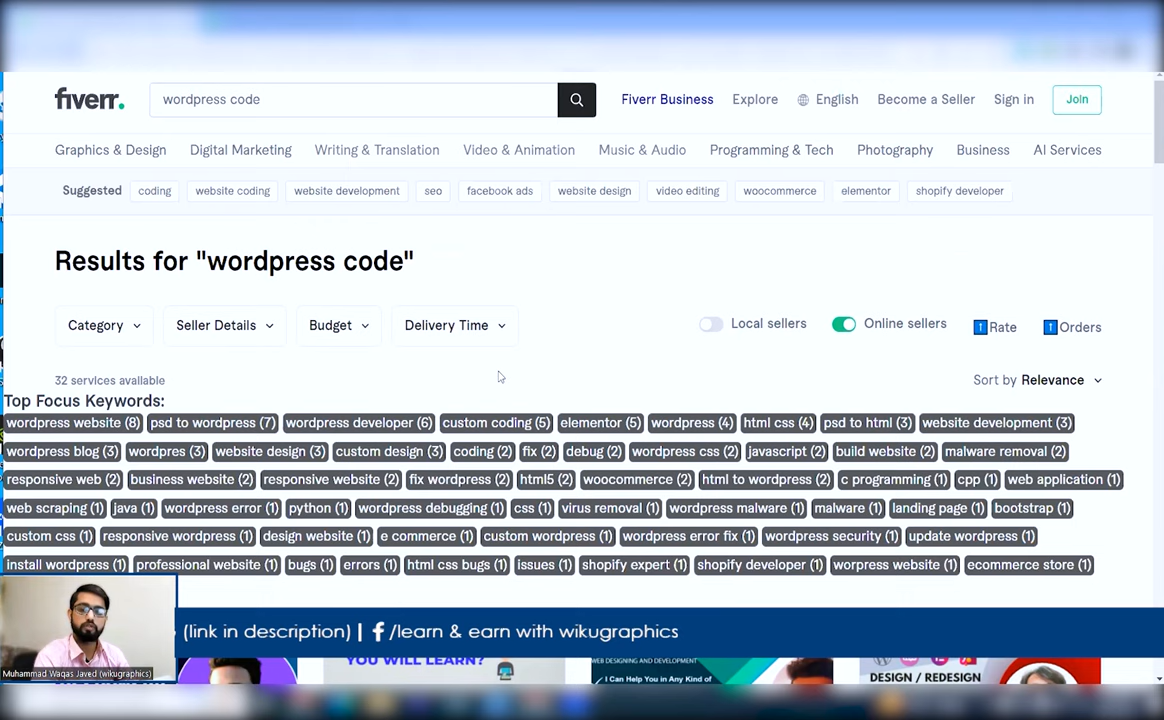 fiverr. wordpress code Fiverr Business Explore English Become a Seller Sign in Join
Graphics & Design Digital Marketing Writing & Translation Video & Animation Music & Audio Programming & Tech Photography Business AI Services
Suggested coding website coding website development seo facebook ads website design video editing woocommerce elementor shopify developer
Results for "wordpress code"
Category Seller Details Budget Delivery Time Local sellers Online sellers Rate Orders
32 services available Sort by Relevance
Top Focus Keywords:
wordpress website (8) psd to wordpress (7) wordpress developer (6) custom coding (5) elementor (5) wordpress (4) html css (4) psd to html (3) website development (3)
wordpress blog (3) wordpres (3) website design (3) custom design (3) coding (2) fix (2) debug (2) wordpress css (2) javascript (2) build website (2) malware removal (2)
responsive web (2) business website (2) responsive website (2) fix wordpress (2) html5 (2) woocommerce (2) html to wordpress (2) c programming (1) cpp (1) web application (1)
web scraping (1) java (1) wordpress error (1) python (1) wordpress debugging (1) css (1) virus removal (1) wordpress malware (1) malware (1) landing page (1) bootstrap (1)
custom css (1) responsive wordpress (1) design website (1) e commerce (1) custom wordpress (1) wordpress error fix (1) wordpress security (1) update wordpress (1)
install wordpress (1) professional website (1) bugs (1) errors (1) html css bugs (1) issues (1) shopify expert (1) shopify developer (1) worpress website (1) ecommerce store (1)
(link in description) | f /learn & earn with wikugraphics
YOU WILL LEARN?
WEB DESIGNING AND DEVELOPMENT
I Can Help You in Any Kind of
DESIGN / REDESIGN
Muhammad Waqas Javed (wikugraphics)